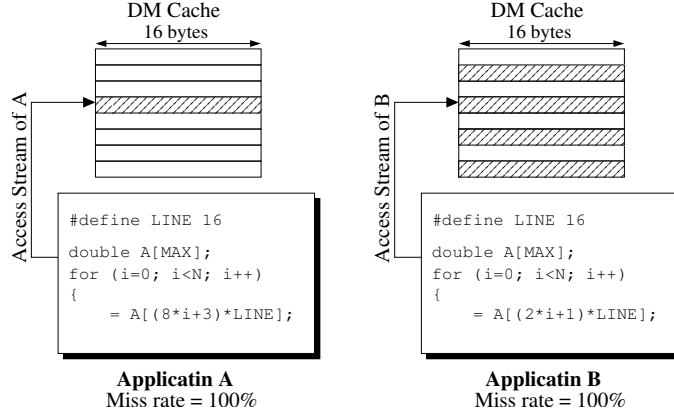 DM Cache
16 bytes
Access Stream of A
#define LINE 16
double A[MAX];
for (i=0; i<N; i++)
{
= A[(8*i+3)*LINE];
Applicatin A
Miss rate = 100%
DM Cache
16 bytes
Access Stream of B
#define LINE 16
double A[MAX];
for (i=0; i<N; i++)
{
= A[(2*i+1)*LINE];
Applicatin B
Miss rate = 100%